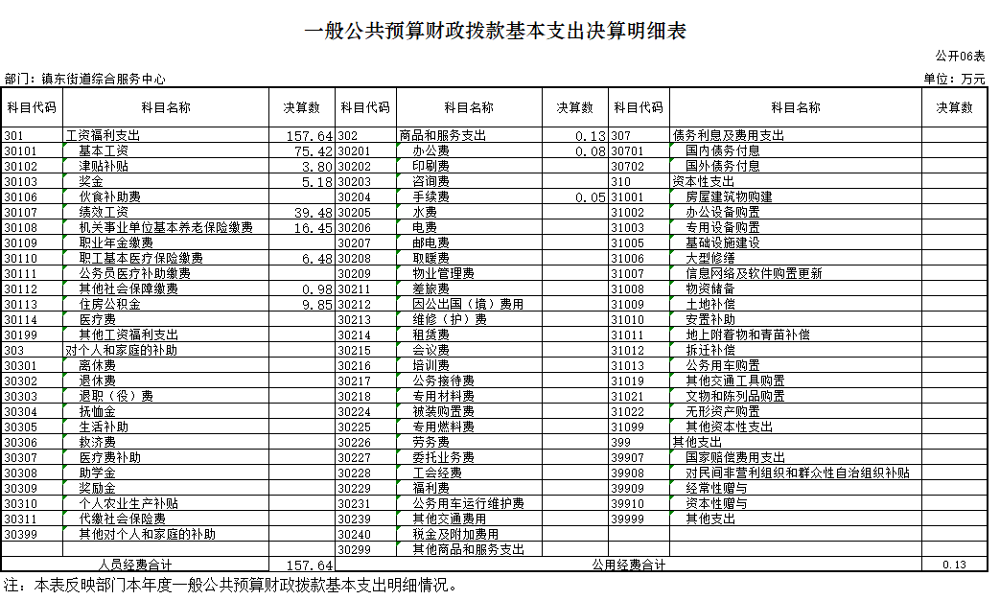 一般公共预算财政拨款基本支出决算明细表
公开06表
部门：镇东街道综合服务中心 单位：万元
科目代码 科目名称 决算数 科目代码 科目名称 决算数 科目代码 科目名称 决算数
301 工资福利支出 157.64 302 商品和服务支出 0.13 307 债务利息及费用支出
30101 基本工资 75.42 30201 办公费 0.08 30701 国内债务付息
30102 津贴补贴 3.80 30202 印刷费 30702 国外债务付息
30103 奖金 5.18 30203 咨询费 310 资本性支出
30106 伙食补助费 30204 手续费 0.05 31001 房屋建筑物购建
30107 绩效工资 39.48 30205 水费 31002 办公设备购置
30108 机关事业单位基本养老保险缴费 16.45 30206 电费 31003 专用设备购置
30109 职业年金缴费 30207 邮电费 31005 基础设施建设
30110 职工基本医疗保险缴费 6.48 30208 取暖费 31006 大型修缮
30111 公务员医疗补助缴费 30209 物业管理费 31007 信息网络及软件购置更新
30112 其他社会保障缴费 0.98 30211 差旅费 31008 物资储备
30113 住房公积金 9.85 30212 因公出国（境）费用 31009 土地补偿
30114 医疗费 30213 维修（护）费 31010 安置补助
30199 其他工资福利支出 30214 租赁费 31011 地上附着物和青苗补偿
303 对个人和家庭的补助 30215 会议费 31012 拆迁补偿
30301 离休费 30216 培训费 31013 公务用车购置
30302 退休费 30217 公务接待费 31019 其他交通工具购置
30303 退职（役）费 30218 专用材料费 31021 文物和陈列品购置
30304 抚恤金 30224 被装购置费 31022 无形资产购置
30305 生活补助 30225 专用燃料费 31099 其他资本性支出
30306 救济费 30226 劳务费 399 其他支出
30307 医疗费补助 30227 委托业务费 39907 国家赔偿费用支出
30308 助学金 30228 工会经费 39908 对民间非营利组织和群众性自治组织补贴
30309 奖励金 30229 福利费 39909 经常性赠与
30310 个人农业生产补贴 30231 公务用车运行维护费 39910 资本性赠与
30311 代缴社会保险费 30239 其他交通费用 39999 其他支出
30399 其他对个人和家庭的补助 30240 税金及附加费用
30299 其他商品和服务支出
人员经费合计 157.64 公用经费合计 0.13
注：本表反映部门本年度一般公共预算财政拨款基本支出明细情况。